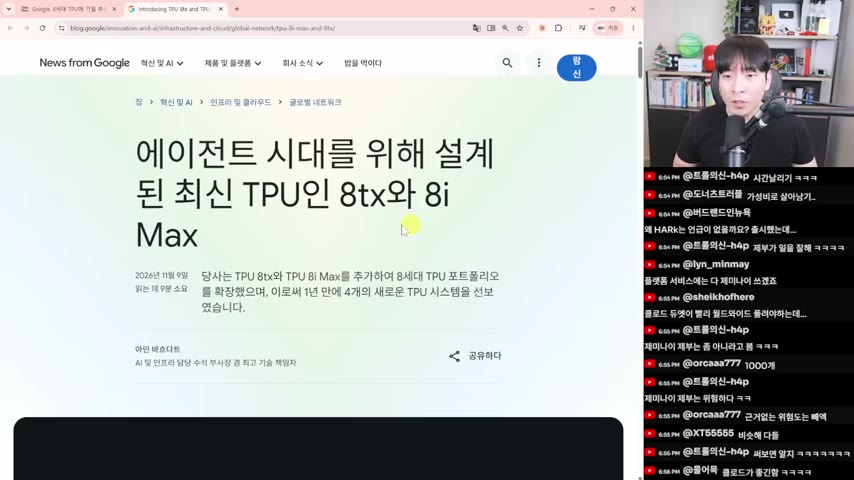 Google, 8세대 TPU에 기밀 추
Introducing TPU 8tx and TPU
blog.google/innovation-and-ai/infrastructure-and-cloud/global-network/tpu-8i-max-and-8tx/
News from Google
혁신 및 AI
제품 및 플랫폼
회사 소식
밥을 먹이다
집 > 혁신 및 AI > 인프라 및 클라우드 > 글로벌 네트워크
에이전트 시대를 위해 설계
된 최신 TPU인 8tx와 8i
Max
2026년 11월 9일
읽는 데 9분 소요
당사는 TPU 8tx와 TPU 8i Max를 추가하여 8세대 TPU 포트폴리오
를 확장했으며, 이로써 1년 만에 4개의 새로운 TPU 시스템을 선보
였습니다.
아민 바흐다트
AI 및 인프라 담당 수석 부사장 겸 최고 기술 책임자
공유하다
6:54 PM @트롤의신-h4p 시간날리기 ㅋㅋㅋ
6:54 PM @도너츠트러플 가성비로 살아남기..
6:54 PM @버드랜드인뉴욕
왜 HARk는 언급이 없을까요? 출시했는데...
6:54 PM @트롤의신-h4p 제부가 일을 잘해 ㅋㅋㅋㅋ
6:54 PM @lyn_minmay
플랫폼 서비스에는 다 제미나이 쓰겠죠
6:55 PM @sheikhofhere
클로드 듀엣이 빨리 월드와이드 풀려야하는데...
6:55 PM @트롤의신-h4p
제미나이 제부는 좀 아니라고 봄 ㅋㅋㅋ
6:55 PM @orcaaa777 1000개
6:55 PM @트롤의신-h4p
제미나이 제부는 위험하다 ㅋㅋ
6:55 PM @orcaaa777 근거없는 위험도는 빼액
6:55 PM @XT55555 비슷해 다들
6:56 PM @트롤의신-h4p 써보면 알지 ㅋㅋㅋㅋㅋㅋㅋ
6:56 PM @물어묵 클로드가 좋긴함 ㅋㅋㅋㅋ